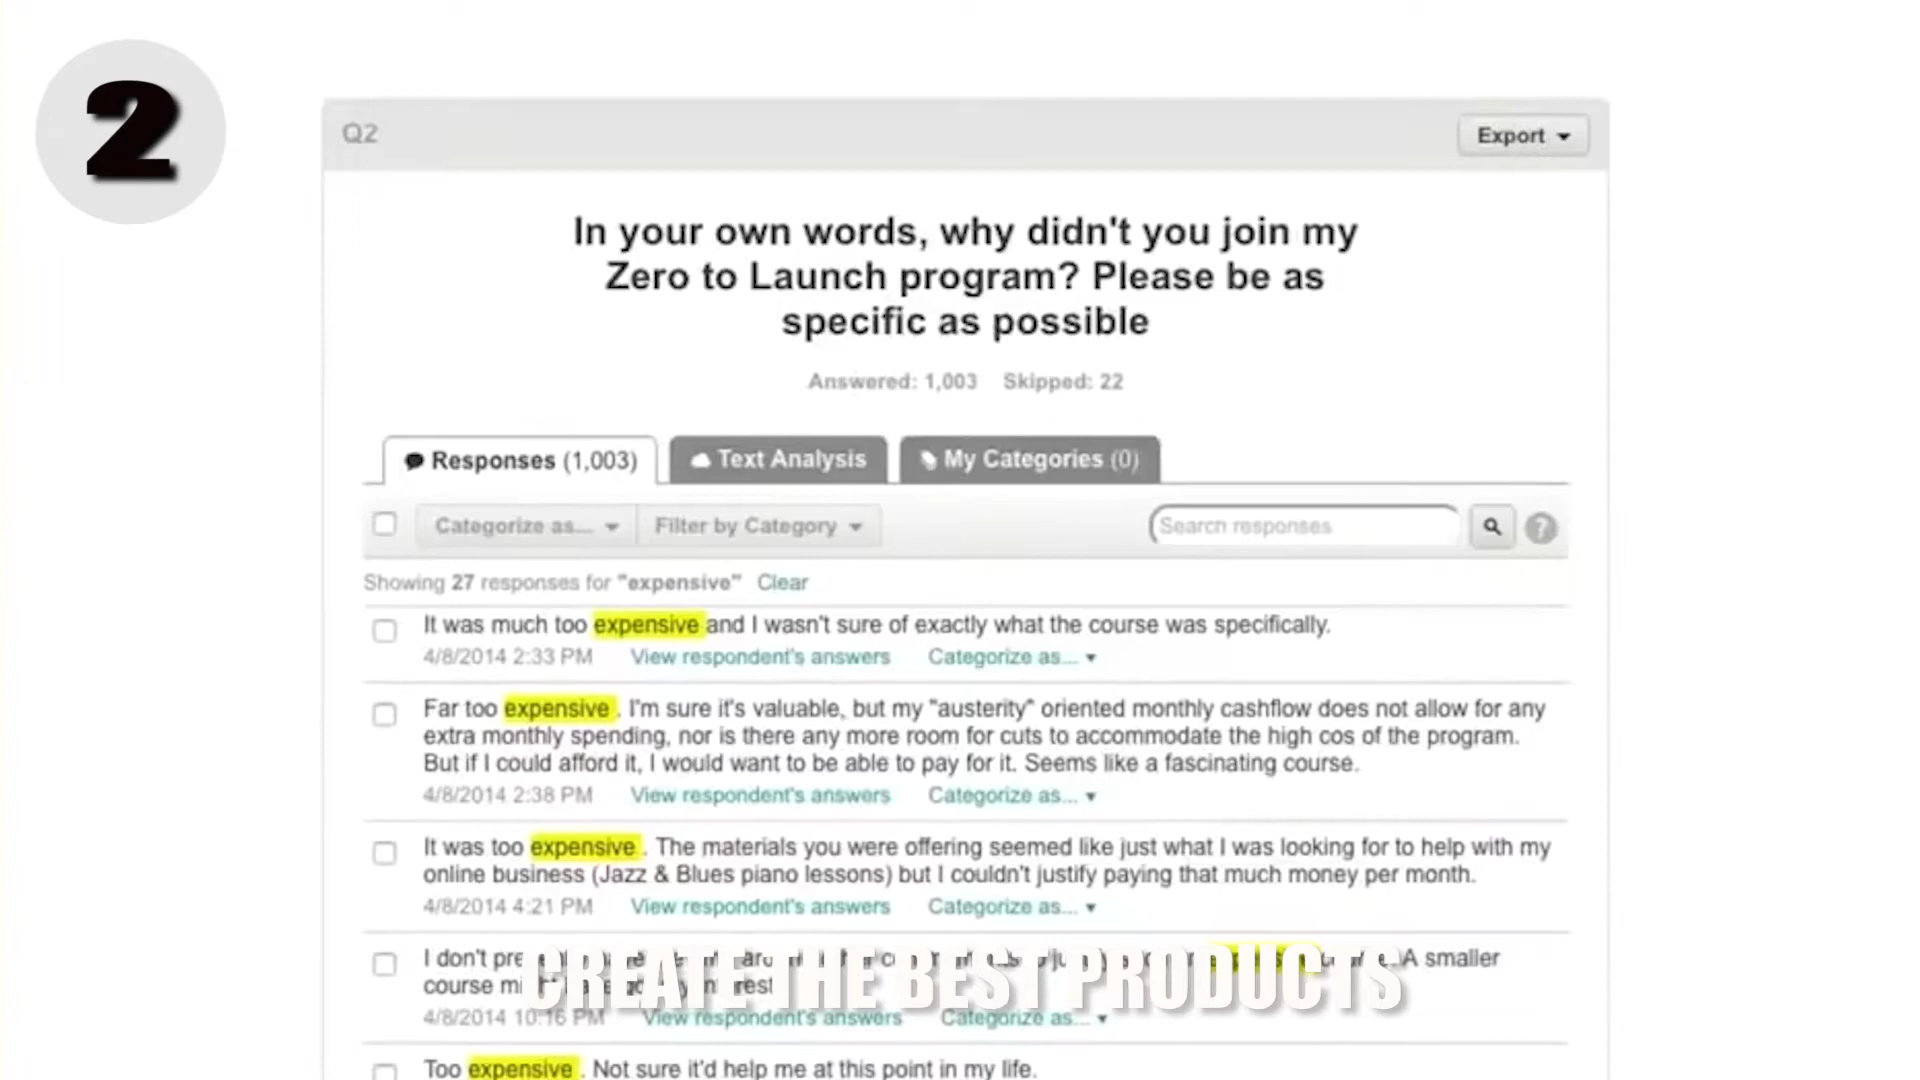 2
Q2
Export
In your own words, why didn't you join my
Zero to Launch program? Please be as
specific as possible
Answered: 1,003 Skipped: 22
Responses (1,003)
Text Analysis
My Categories (0)
Categorize as...
Filter by Category
Search responses
?
Showing 27 responses for "expensive" Clear
It was much too expensive and I wasn't sure of exactly what the course was specifically.
4/8/2014 2:33 PM View respondent's answers Categorize as...
Far too expensive . I'm sure it's valuable, but my "austerity" oriented monthly cashflow does not allow for any
extra monthly spending, nor is there any more room for cuts to accommodate the high cos of the program.
But if I could afford it, I would want to be able to pay for it. Seems like a fascinating course.
4/8/2014 2:38 PM View respondent's answers Categorize as...
It was too expensive . The materials you were offering seemed like just what I was looking for to help with my
online business (Jazz & Blues piano lessons) but I couldn't justify paying that much money per month.
4/8/2014 4:21 PM View respondent's answers Categorize as...
I don't A smaller
course
CREATE THE BEST PRODUCTS
4/8/2014 10:16 PM View respondent's answers Categorize as...
Too expensive . Not sure it'd help me at this point in my life.